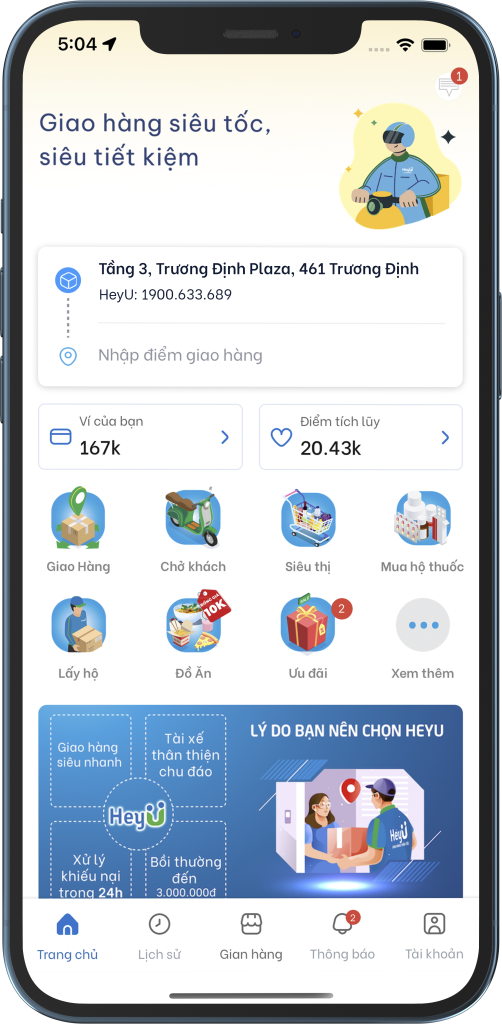 5:04
1
Giao hàng siêu tốc,
siêu tiết kiệm
Tầng 3, Trương Định Plaza, 461 Trương Định
HeyU: 1900.633.689
Nhập điểm giao hàng
Ví của bạn
167k
Điểm tích lũy
20.43k
Giao Hàng
Chở khách
Siêu thị
Mua hộ thuốc
10K
2
Lấy hộ
Đồ Ăn
Ưu đãi
Xem thêm
Giao hàng
siêu nhanh
Tài xế
thân thiện
chu đáo
HeyU
Xử lý
khiếu nại
trong 24h
Bồi thường
đến
3.000.000đ
LÝ DO BẠN NÊN CHỌN HEYU
HeyU
2
Trang chủ
Lịch sử
Gian hàng
Thông báo
Tài khoản